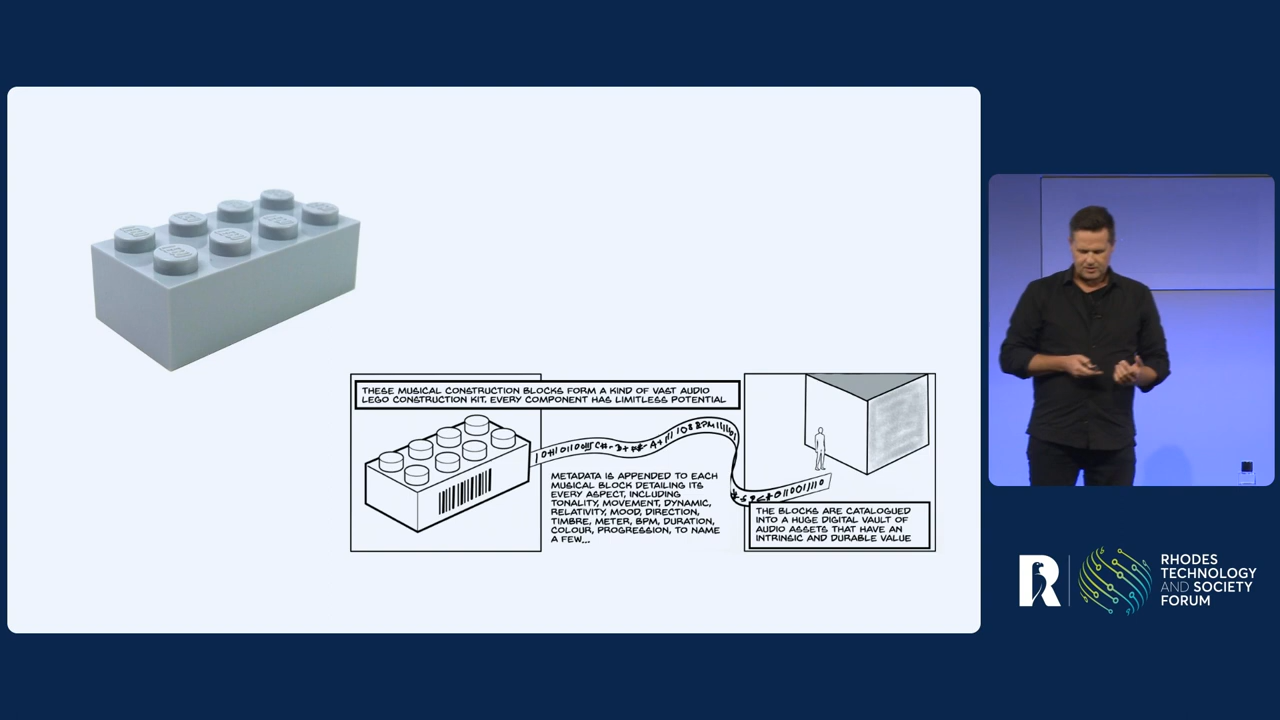 THESE MUSICAL CONSTRUCTION BLOCKS FORM A KIND OF VAST AUDIO
LEGO CONSTRUCTION KIT. EVERY COMPONENT HAS LIMITLESS POTENTIAL
METADATA IS APPENDED TO EACH
MUSICAL BLOCK DETAILING ITS
EVERY ASPECT, INCLUDING
TONALITY, MOVEMENT, DYNAMIC,
RELATIVITY, MOOD, DIRECTION,
TIMBRE, METER, BPM, DURATION,
COLOUR, PROGRESSION, TO NAME
A FEW...
THE BLOCKS ARE CATALOGUED
INTO A HUGE DIGITAL VAULT OF
AUDIO ASSETS THAT HAVE AN
INTRINSIC AND DURABLE VALUE
R
RHODES
TECHNOLOGY
AND SOCIETY
FORUM